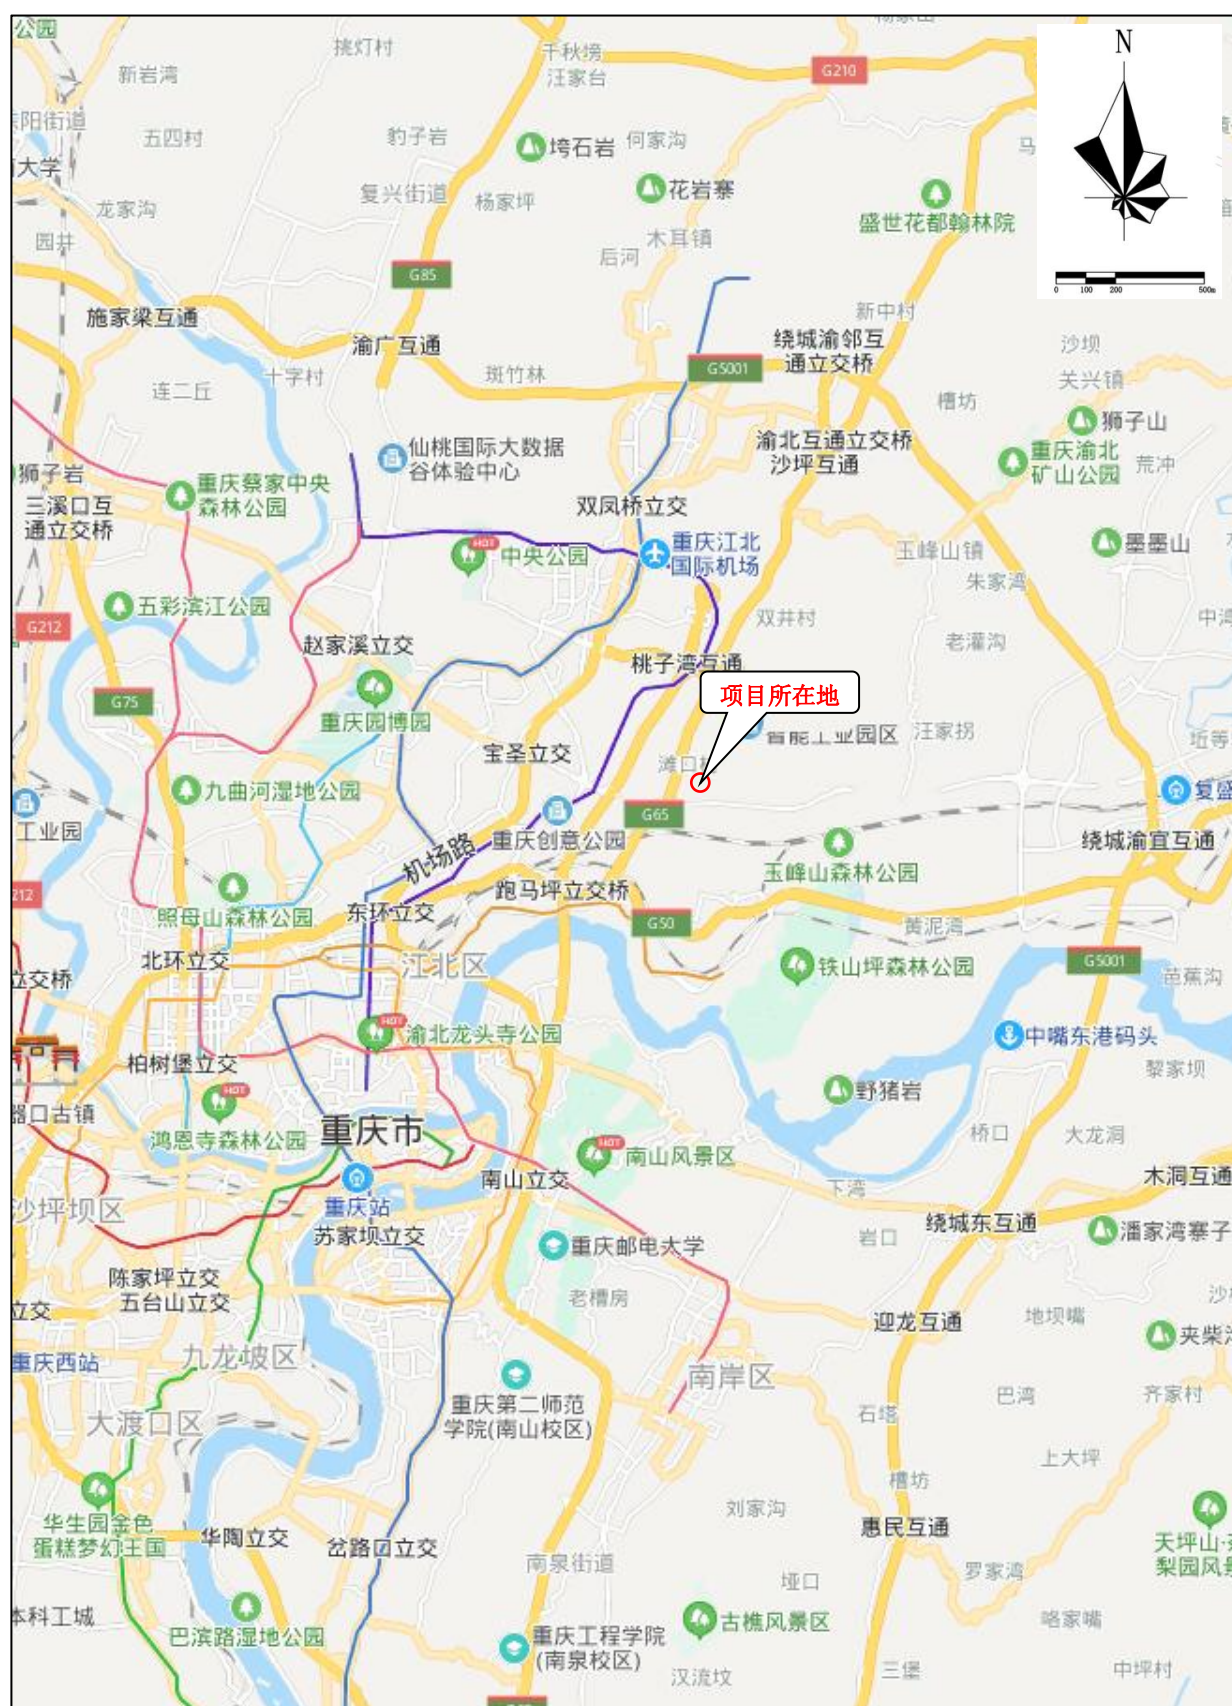 公园
挑灯村
千秋塝
汪家台
G210
N
新岩湾
阳街道
五四村
豹子岩
垮石岩
何家沟
马
大学
复兴街道
杨家坪
花岩寨
盛世花都翰林院
龙家沟
园井
木耳镇
后河
0 100 200 500m
G85
施家梁互通
渝广互通
新中村
绕城渝邻互
通立交桥
沙坝
G5001
关兴镇
连二丘
十字村
斑竹林
槽坊
狮子山
渝北互通立交桥
沙坪互通
重庆渝北
矿山公园
荒冲
仙桃国际大数据
谷体验中心
狮子岩
重庆蔡家中央
森林公园
三溪口互
通立交桥
双凤桥立交
HOT
中央公园
重庆江北
国际机场
玉峰山镇
墨墨山
朱家湾
五彩滨江公园
G212
双井村
中湾
赵家溪立交
老灌沟
桃子湾互通
项目所在地
G75
重庆园博园
智能工业园区
汪家拐
宝圣立交
滩口村
九曲河湿地公园
工业园
G65
重庆创意公园
复盛
绕城渝宜互通
机场路
玉峰山森林公园
跑马坪立交桥
212
照母山森林公园
东环立交
G50
黄泥湾
北环立交
江北区
铁山坪森林公园
G5001
芭蕉沟
立交桥
HOT
渝北龙头寺公园
中嘴东港码头
柏树堡立交
黎家坝
野猪岩
器口古镇
HOT
鸿恩寺森林公园
重庆市
桥口
大龙洞
HOT
南山风景区
南山立交
木洞互通
下湾
沙坪坝区
重庆站
苏家坝立交
绕城东互通
潘家湾寨子
岩口
重庆邮电大学
陈家坪立交
五台山立交
老槽房
立交
迎龙互通
地坝嘴
夹柴
重庆西站
九龙坡区
南岸区
重庆第二师范
学院(南山校区)
巴湾
齐家村
大渡口区
石塔
上大坪
槽坊
刘家沟
华生园金色
蛋糕梦幻王国
华陶立交
岔路口立交
惠民互通
天坪山
梨园风景
南泉街道
罗家湾
垭口
本科工城
巴滨路湿地公园
古樵风景区
咯家嘴
重庆工程学院
(南泉校区)
汉流坟
三堡
中坪村